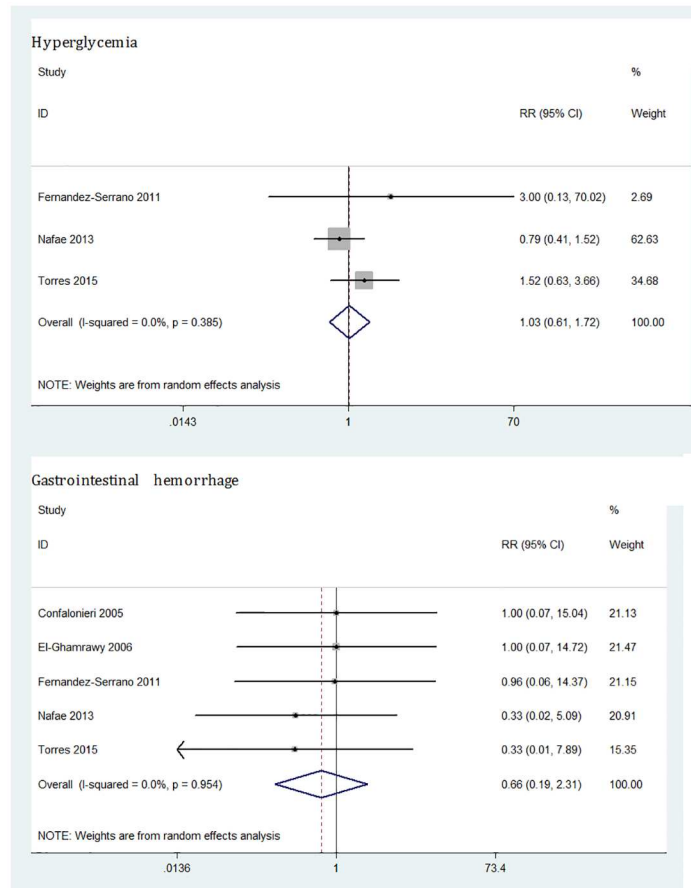 Hyperglycemia
Study %
ID RR (95% CI) Weight
Fernandez-Serrano 2011 3.00 (0.13, 70.02) 2.69
Nafae 2013 0.79 (0.41, 1.52) 62.63
Torres 2015 1.52 (0.63, 3.66) 34.68
Overall (I-squared = 0.0%, p = 0.385) 1.03 (0.61, 1.72) 100.00
NOTE: Weights are from random effects analysis
.0143 1 70
Gastrointestinal hemorrhage
Study %
ID RR (95% CI) Weight
Confalonieri 2005 1.00 (0.07, 15.04) 21.13
El-Ghamrawy 2006 1.00 (0.07, 14.72) 21.47
Fernandez-Serrano 2011 0.96 (0.06, 14.37) 21.15
Nafae 2013 0.33 (0.02, 5.09) 20.91
Torres 2015 0.33 (0.01, 7.89) 15.35
Overall (I-squared = 0.0%, p = 0.954) 0.66 (0.19, 2.31) 100.00
NOTE: Weights are from random effects analysis
.0136 1 73.4